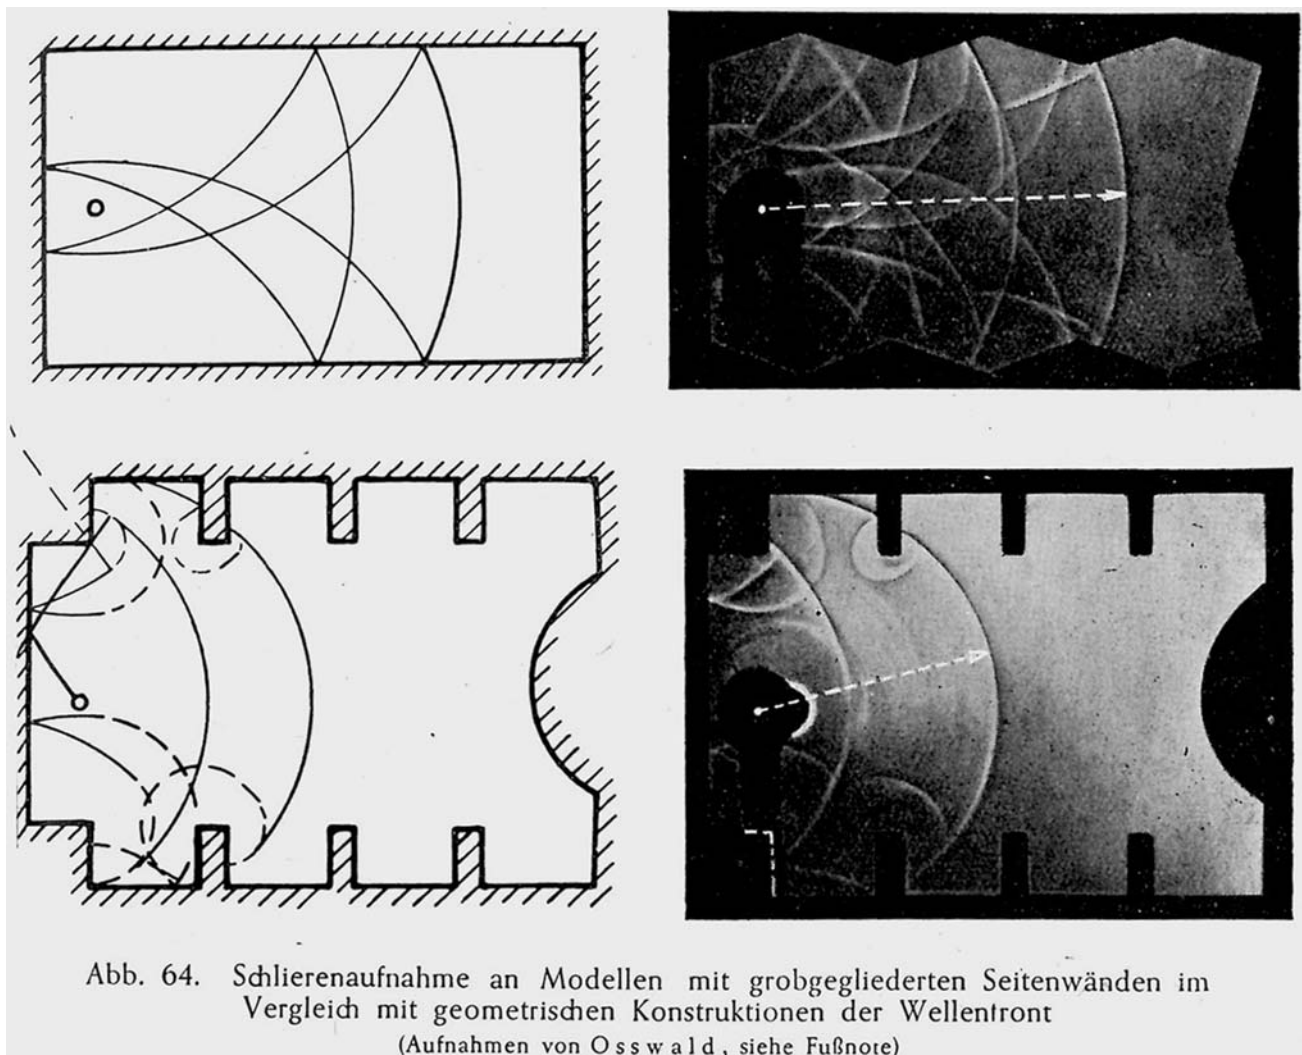 Abb. 64. Schlierenaufnahme an Modellen mit grobgegliederten Seitenwänden im
Vergleich mit geometrischen Konstruktionen der Wellenfront
(Aufnahmen von Osswald, siehe Fußnote)